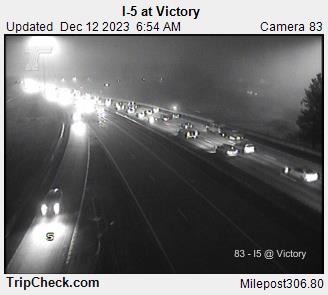 I-5 at Victory
Updated Dec 12 2023 6:54 AM Camera 83
S
83 - I5 @ Victory
TripCheck.com Milepost306.80